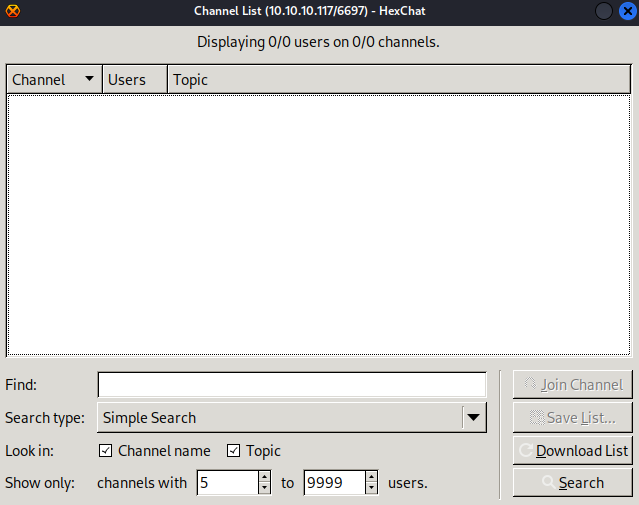 Channel List (10.10.10.117/6697) - HexChat
Displaying 0/0 users on 0/0 channels.
Channel Users Topic
Find: Join Channel
Search type: Simple Search Save List...
Look in: Channel name Topic Download List
Show only: channels with 5 to 9999 users. Search